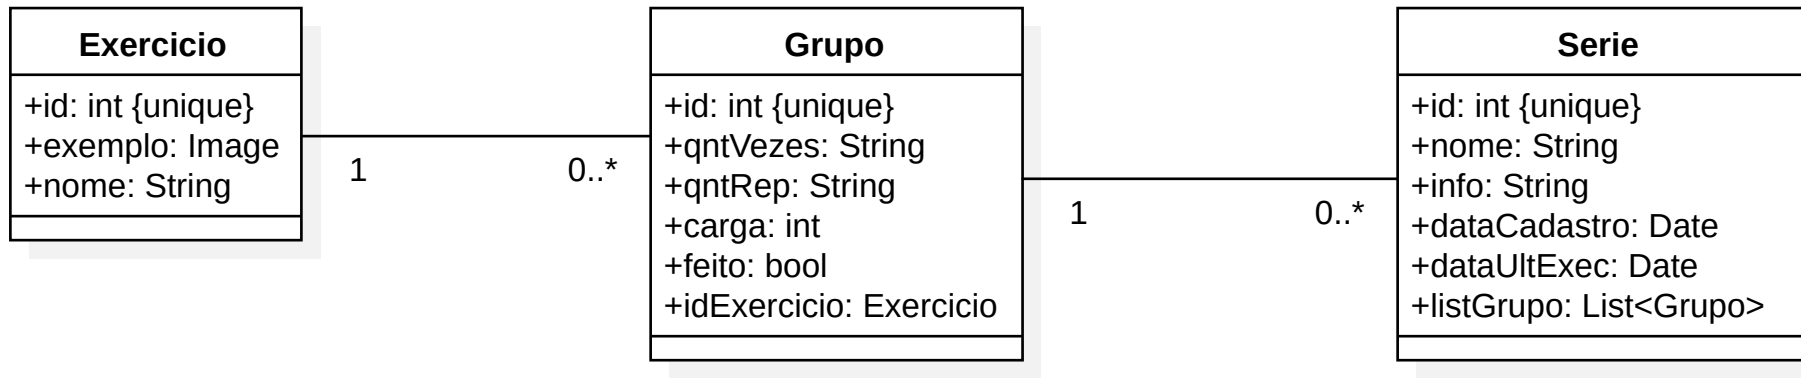 Exercicio
+id: int {unique}
+exemplo: Image
+nome: String
1
0..*
Grupo
+id: int {unique}
+qntVezes: String
+qntRep: String
+carga: int
+feito: bool
+idExercicio: Exercicio
1
0..*
Serie
+id: int {unique}
+nome: String
+info: String
+dataCadastro: Date
+dataUltExec: Date
+listGrupo: List<Grupo>